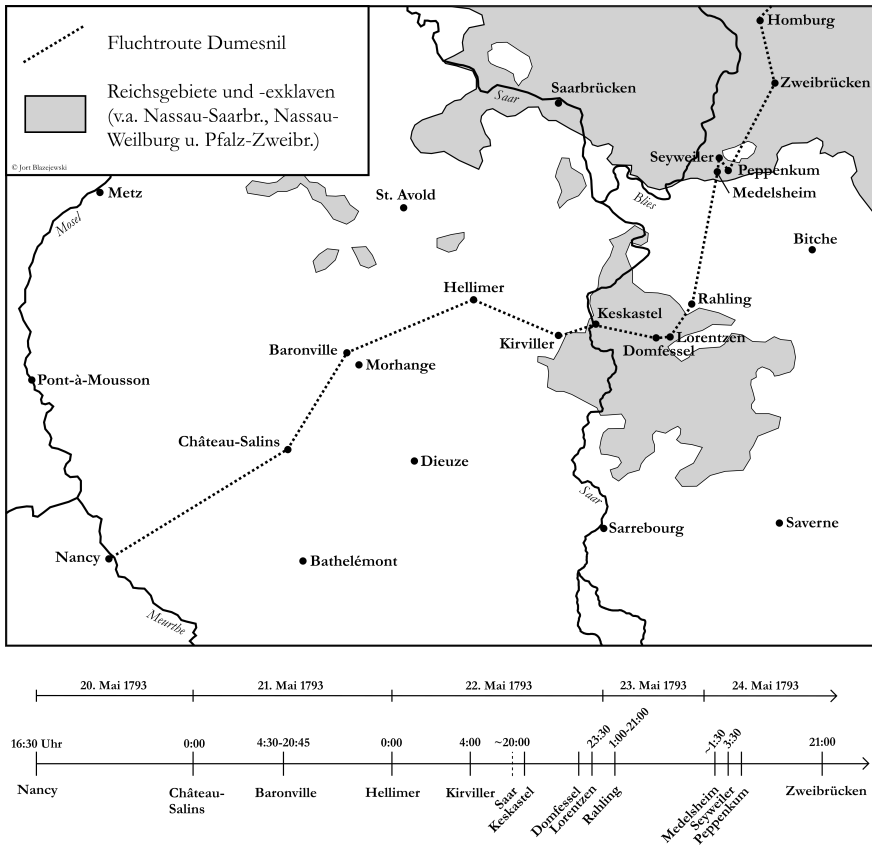 Fluchtroute Dumesnil
Reichsgebiete und -exklaven
(v.a. Nassau-Saarbr., Nassau-
Weilburg u. Pfalz-Zweibr.)
© Jort Blazejewski
Homburg
Zweibrücken
Saarbrücken
Saar
Seyweiler
Peppenkum
Medelsheim
Metz
St. Avold
Blies
Mosel
Bitche
Hellimer
Rahling
Keskastel
Kirviller
Lorentzen
Domfessel
Baronville
Morhange
Pont-à-Mousson
Château-Salins
Dieuze
Saar
Sarrebourg
Saverne
Nancy
Bathelémont
Meurthe
20. Mai 1793
21. Mai 1793
22. Mai 1793
23. Mai 1793
24. Mai 1793
16:30 Uhr
0:00
4:30-20:45
0:00
4:00
~20:00
23:30
1:00-21:00
~1:30
3:30
21:00
Nancy
Château-
Salins
Baronville
Hellimer
Kirviller
Saar
Keskastel
Domfessel
Lorentzen
Rahling
Medelsheim
Seyweiler
Peppenkum
Zweibrücken